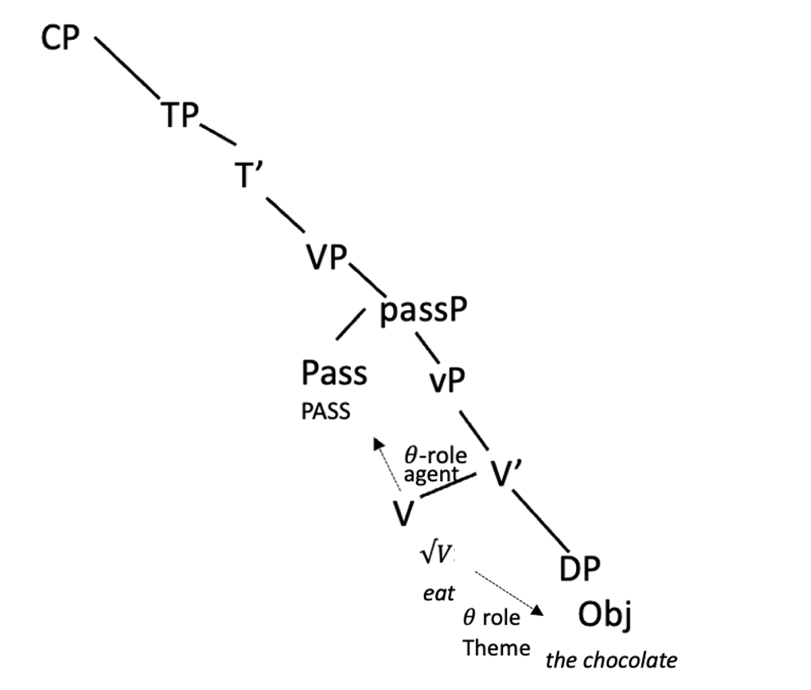 CP
TP
T’
VP
passP
Pass
PASS
vP
θ-role
agent
V’
V
√V
eat
DP
Obj
θ role
Theme
the chocolate